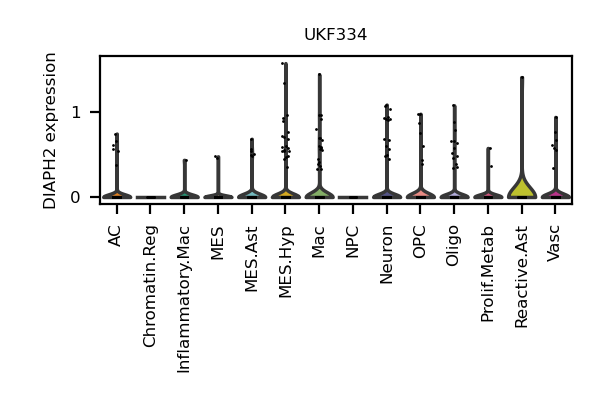 UKF334
DIAPH2 expression
1
0
AC
Chromatin.Reg
Inflammatory.Mac
MES
MES.Ast
MES.Hyp
Mac
NPC
Neuron
OPC
Oligo
Prolif.Metab
Reactive.Ast
Vasc